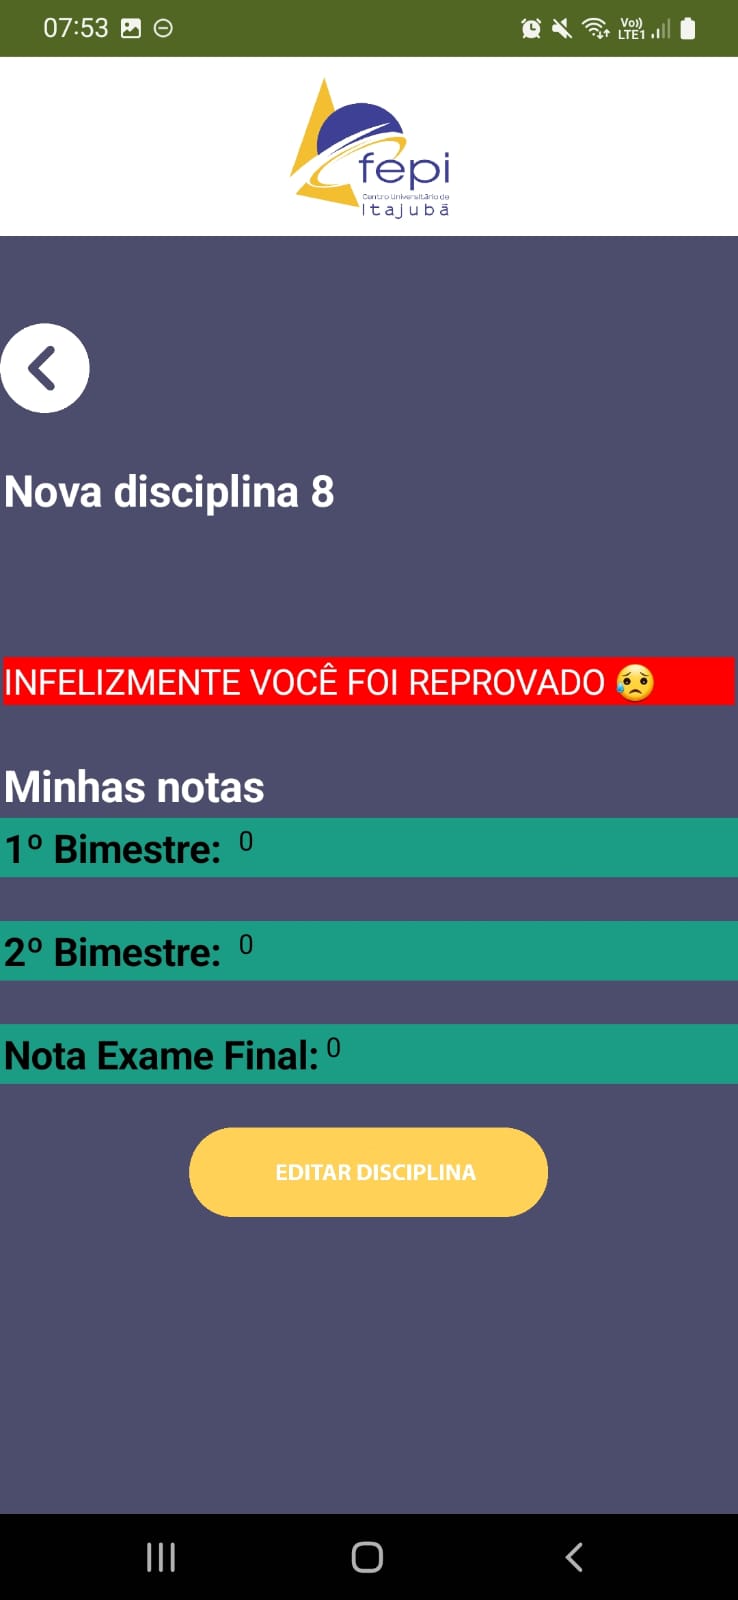 07:53
Vo))
LTE1
fepi
Centro Universitário de
Itajubá
Nova disciplina 8
INFELIZMENTE VOCÊ FOI REPROVADO 😥
Minhas notas
1º Bimestre: 0
2º Bimestre: 0
Nota Exame Final: 0
EDITAR DISCIPLINA